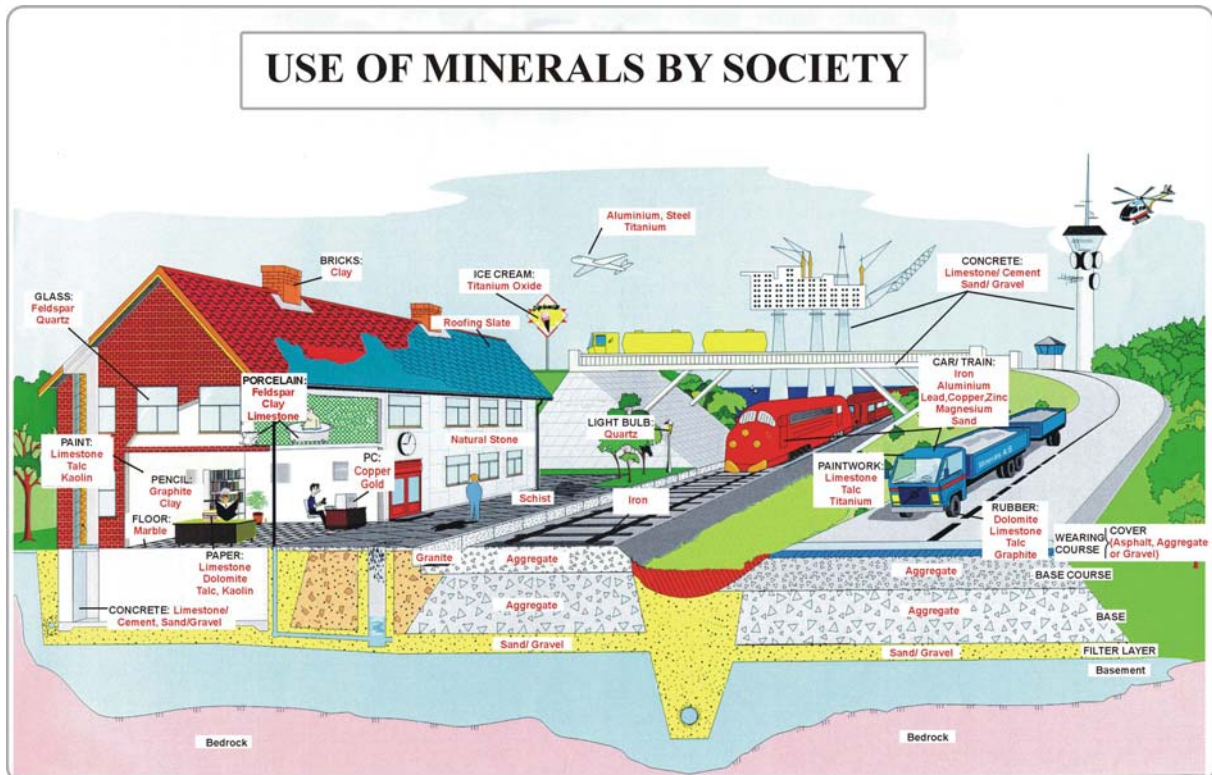 USE OF MINERALS BY SOCIETY
Aluminium, Steel
Titanium
BRICKS:
Clay
ICE CREAM:
Titanium Oxide
CONCRETE:
Limestone/ Cement
Sand/ Gravel
GLASS:
Feldspar
Quartz
Roofing Slate
CAR/ TRAIN:
Iron
Aluminium
Lead,Copper,Zinc
Magnesium
Sand
PORCELAIN:
Feldspar
Clay
Limestone
LIGHT BULB:
Quartz
PAINT:
Limestone
Talc
Kaolin
Natural Stone
PC:
Copper
Gold
PAINTWORK:
Limestone
Talc
Titanium
PENCIL:
Graphite
Clay
Schist
Iron
RUBBER:
Dolomite
Limestone
Talc
Graphite
FLOOR:
Marble
WEARING
COURSE
COVER
(Asphalt, Aggregate
or Gravel)
PAPER:
Limestone
Dolomite
Talc, Kaolin
Granite
Aggregate
Aggregate
BASE COURSE
CONCRETE: Limestone/
Cement, Sand/Gravel
Aggregate
Aggregate
BASE
Sand/ Gravel
Sand/ Gravel
FILTER LAYER
Basement
Bedrock
Bedrock